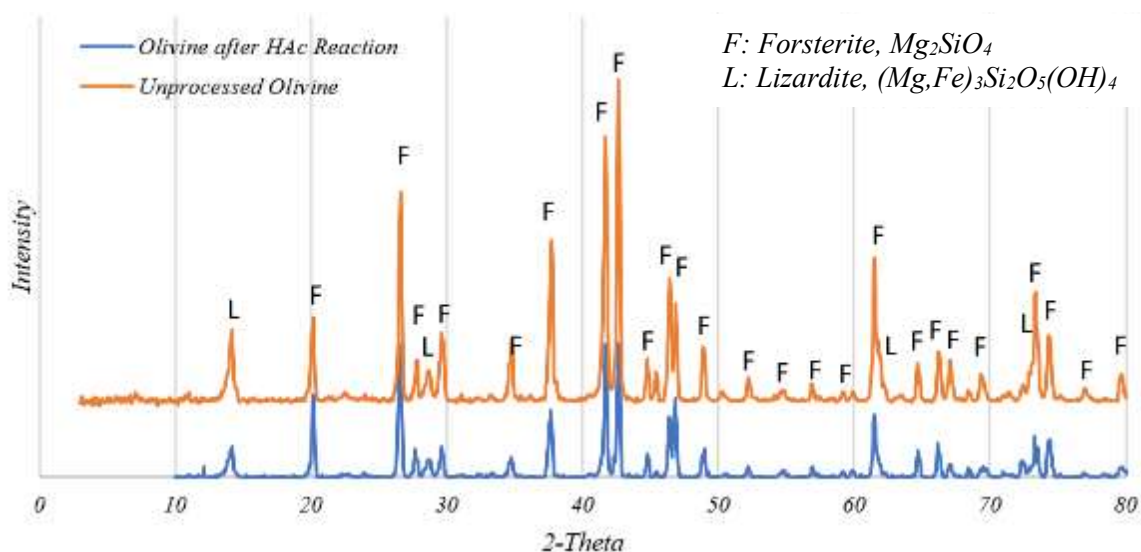 Olivine after HAc Reaction
Unprocessed Olivine
F: Forsterite, Mg₂SiO₄
L: Lizardite, (Mg,Fe)₃Si₂O₅(OH)₄
Intensity
L F F F L F F F F F F F F F F F F F F L F F F F L F F F F
0 10 20 30 40 50 60 70 80
2-Theta